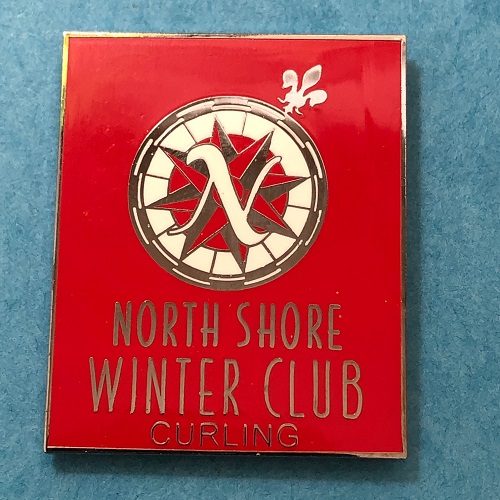 N
NORTH SHORE
WINTER CLUB
CURLING